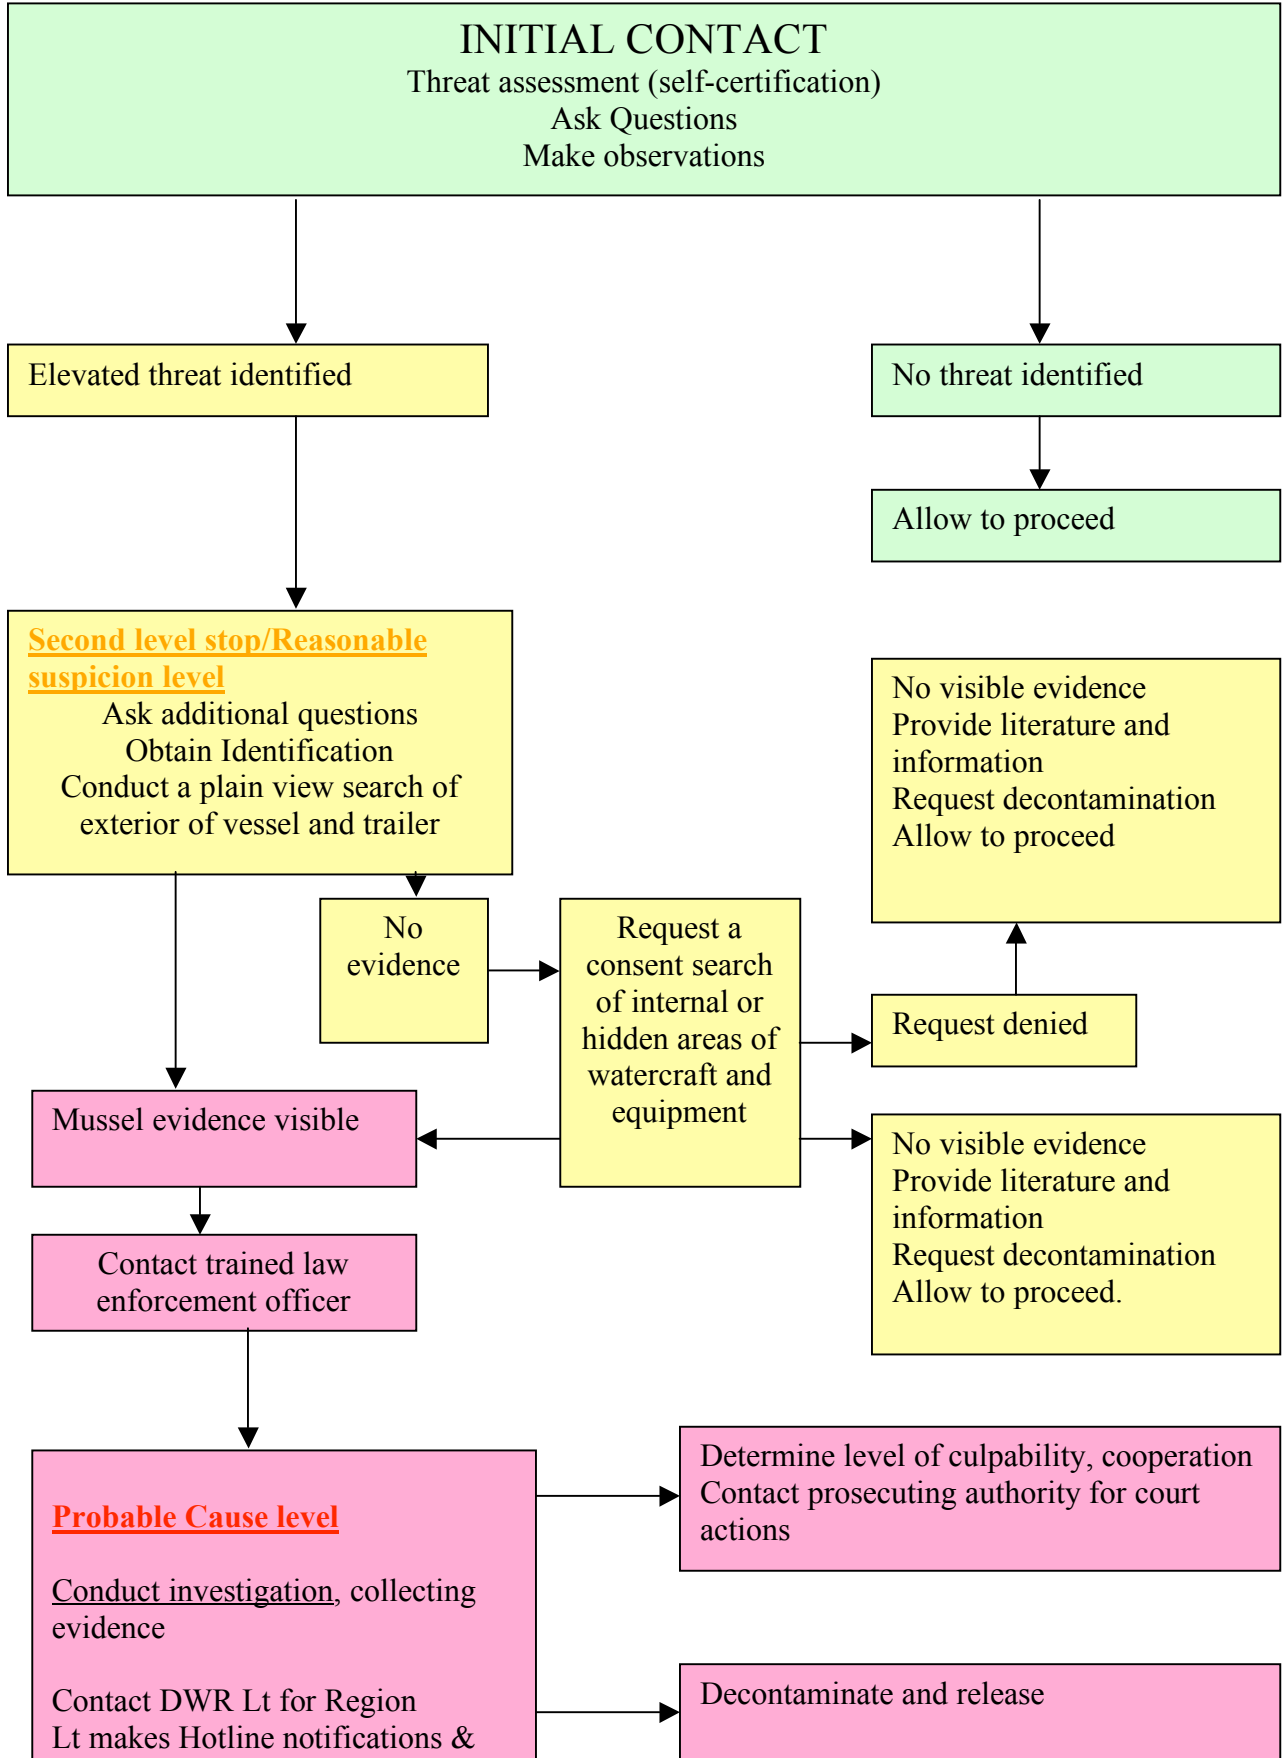 INITIAL CONTACT
Threat assessment (self-certification)
Ask Questions
Make observations
Elevated threat identified
No threat identified
Allow to proceed
Second level stop/Reasonable
suspicion level
Ask additional questions
Obtain Identification
Conduct a plain view search of
exterior of vessel and trailer
No visible evidence
Provide literature and
information
Request decontamination
Allow to proceed
No
evidence
Request a
consent search
of internal or
hidden areas of
watercraft and
equipment
Request denied
Mussel evidence visible
No visible evidence
Provide literature and
information
Request decontamination
Allow to proceed.
Contact trained law
enforcement officer
Probable Cause level
Conduct investigation, collecting
evidence
Contact DWR Lt for Region
Lt makes Hotline notifications &
Determine level of culpability, cooperation
Contact prosecuting authority for court
actions
Decontaminate and release